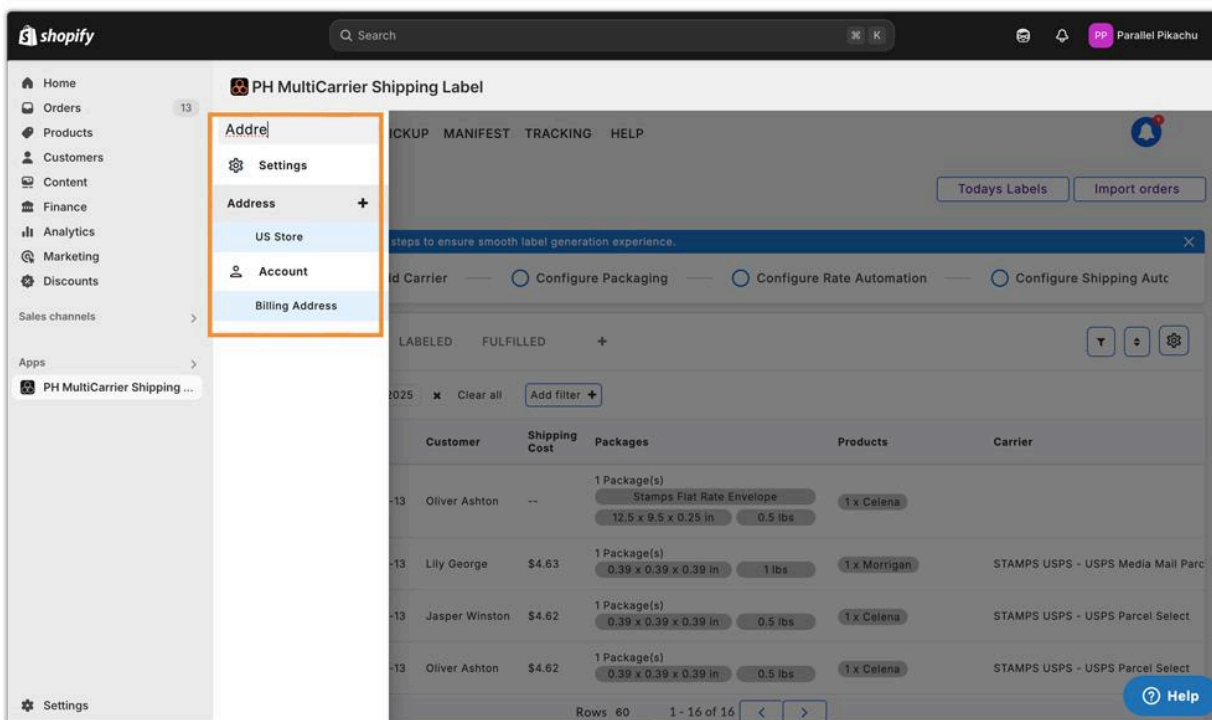 shopify
Search
⌘ K
PP Parallel Pikachu
Home
Orders 13
Products
Customers
Content
Finance
Analytics
Marketing
Discounts
Sales channels
Apps
PH MultiCarrier Shipping ...
Settings
PH MultiCarrier Shipping Label
Addre
Settings
Address +
US Store
Account
Billing Address
ICKUP MANIFEST TRACKING HELP
Todays Labels Import orders
steps to ensure smooth label generation experience.
dd Carrier Configure Packaging Configure Rate Automation Configure Shipping Autc
LABELED FULFILLED +
2025 × Clear all Add filter +
Customer Shipping Cost Packages Products Carrier
-13 Oliver Ashton -- 1 Package(s) Stamps Flat Rate Envelope 12.5 x 9.5 x 0.25 in 0.5 lbs 1 x Celena
-13 Lily George $4.63 1 Package(s) 0.39 x 0.39 x 0.39 in 1 lbs 1 x Morrigan STAMPS USPS - USPS Media Mail Parc
-13 Jasper Winston $4.62 1 Package(s) 0.39 x 0.39 x 0.39 in 0.5 lbs 1 x Celena STAMPS USPS - USPS Parcel Select
-13 Oliver Ashton $4.62 1 Package(s) 0.39 x 0.39 x 0.39 in 0.5 lbs 1 x Celena STAMPS USPS - USPS Parcel Select
Rows 60 1 - 16 of 16 < >
Help